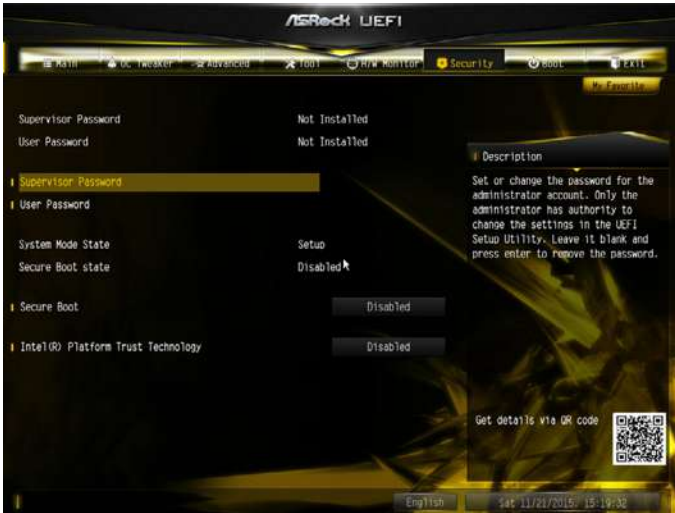 ASRock UEFI
Main OC Tweaker Advanced Tool H/W Monitor Security Boot Exit
My Favorite
Supervisor Password Not Installed
User Password Not Installed
Description
Supervisor Password
User Password
Set or change the password for the
administrator account. Only the
administrator has authority to
change the settings in the UEFI
Setup Utility. Leave it blank and
press enter to remove the password.
System Mode State Setup
Secure Boot state Disabled
Secure Boot Disabled
Intel(R) Platform Trust Technology Disabled
Get details via QR code
English Sat 11/21/2015. 15:19:32